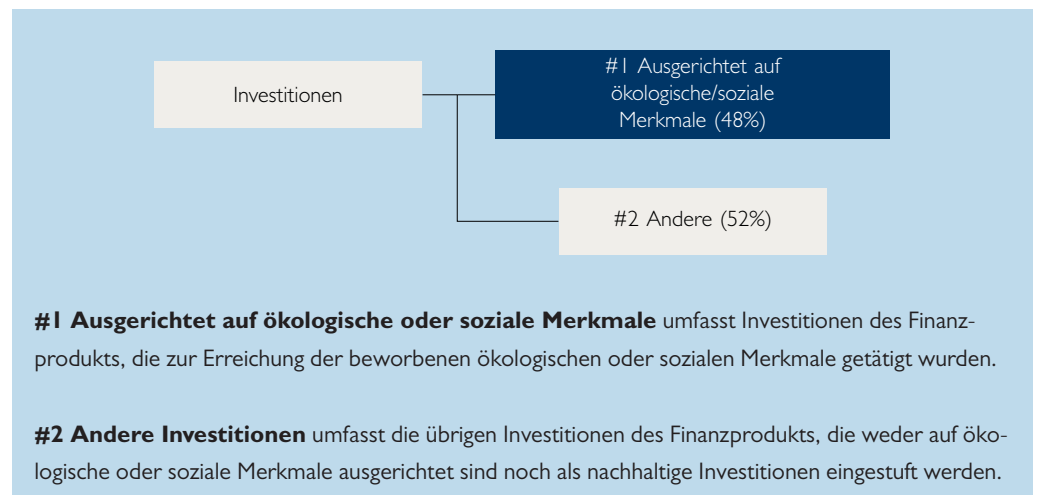 Investitionen
#1 Ausgerichtet auf
ökologische/soziale
Merkmale (48%)
#2 Andere (52%)
#1 Ausgerichtet auf ökologische oder soziale Merkmale umfasst Investitionen des Finanz-
produkts, die zur Erreichung der beworbenen ökologischen oder sozialen Merkmale getätigt wurden.
#2 Andere Investitionen umfasst die übrigen Investitionen des Finanzprodukts, die weder auf öko-
logische oder soziale Merkmale ausgerichtet sind noch als nachhaltige Investitionen eingestuft werden.